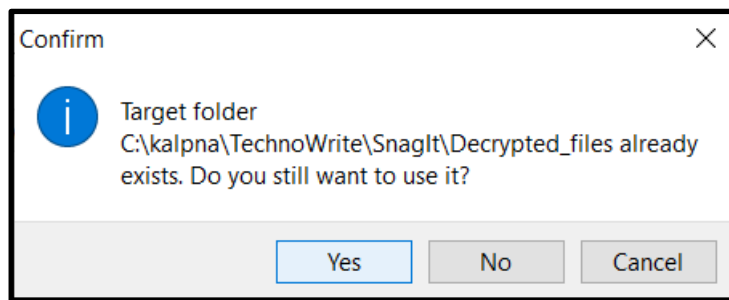 Confirm
Target folder
C:\kalpna\TechnoWrite\SnagIt\Decrypted_files already
exists. Do you still want to use it?
Yes No Cancel